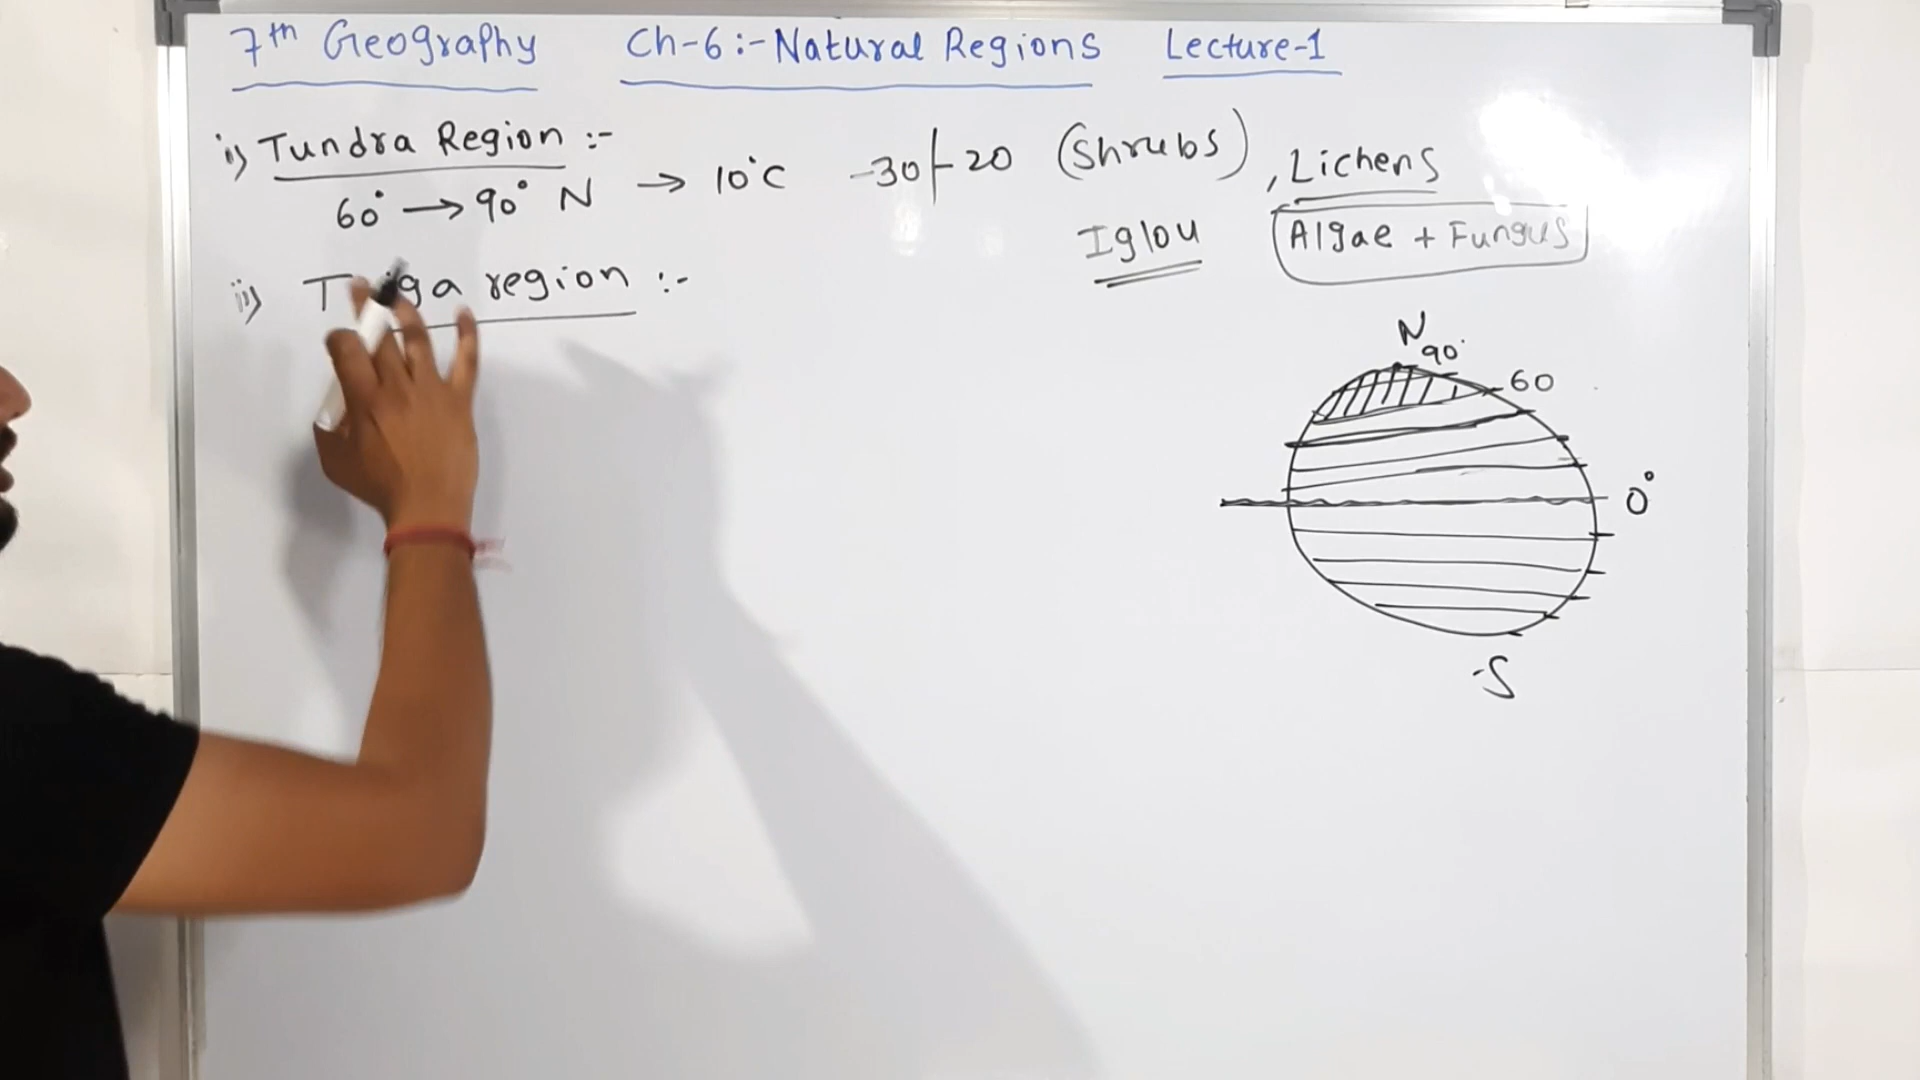 7th Geography Ch-6:- Natural Regions Lecture-1
i) Tundra Region :-
60° → 90° N → 10°C -30/-20 (Shrubs), Lichens
Iglou Algae + Fungus
ii) Taiga region :-
N
90°
60
0°
S